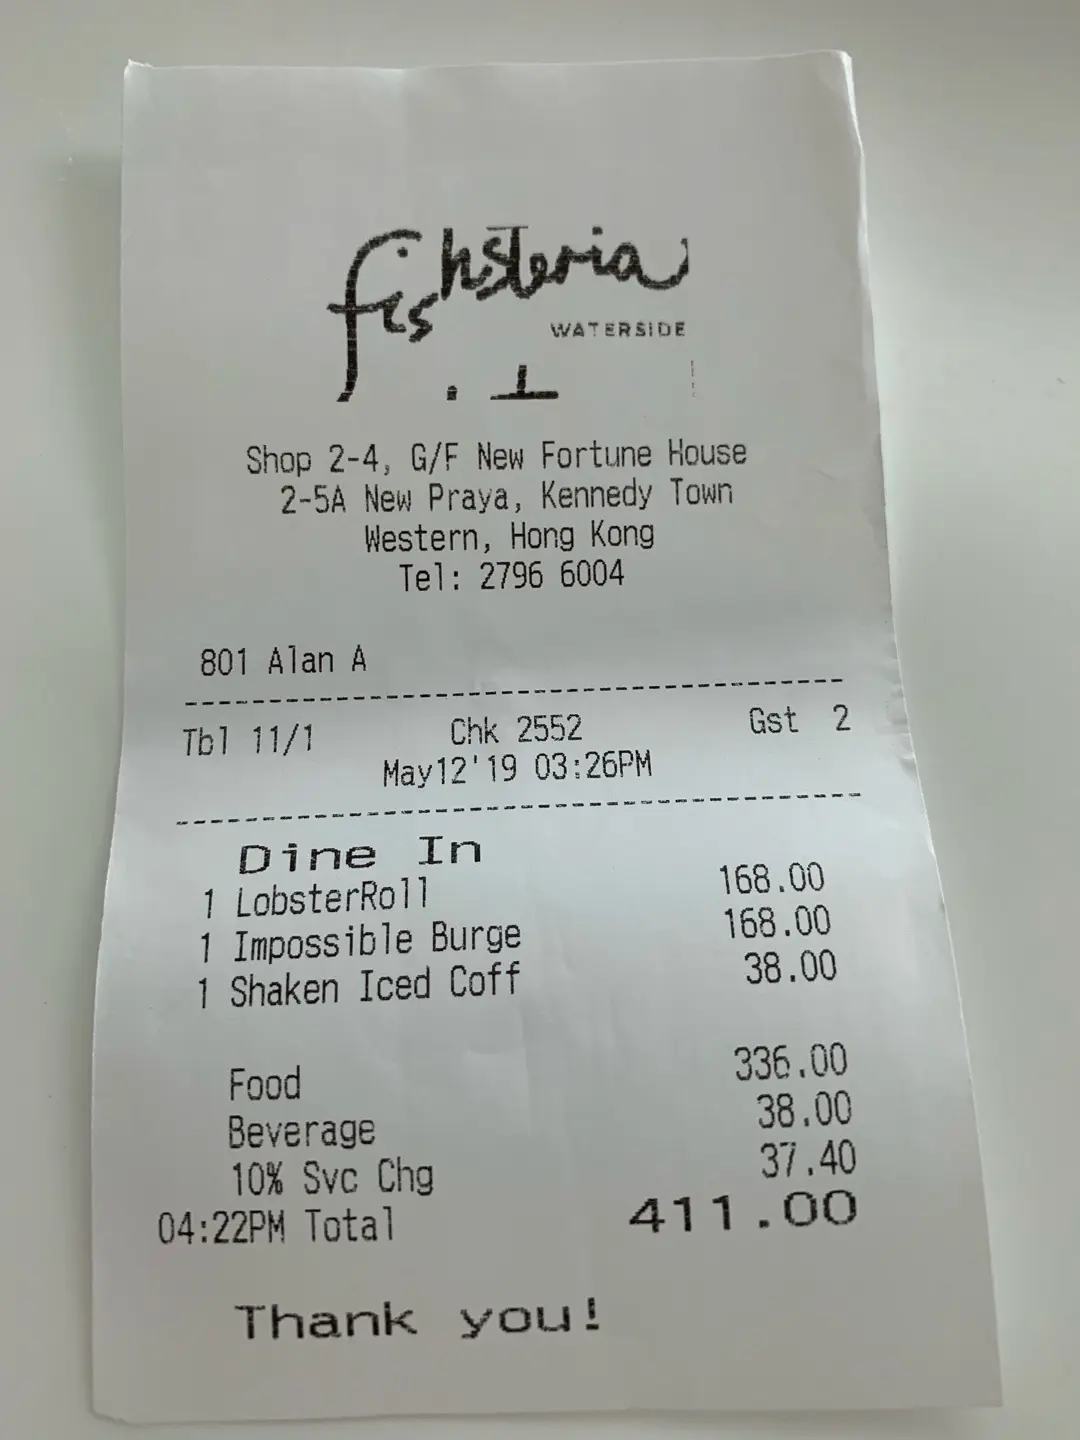 fishsteria
WATERSIDE
Shop 2-4, G/F New Fortune House
2-5A New Praya, Kennedy Town
Western, Hong Kong
Tel: 2796 6004
801 Alan A
Tbl 11/1 Chk 2552 Gst 2
May12'19 03:26PM
Dine In
1 LobsterRoll 168.00
1 Impossible Burge 168.00
1 Shaken Iced Coff 38.00
Food 336.00
Beverage 38.00
10% Svc Chg 37.40
04:22PM Total 411.00
Thank you!